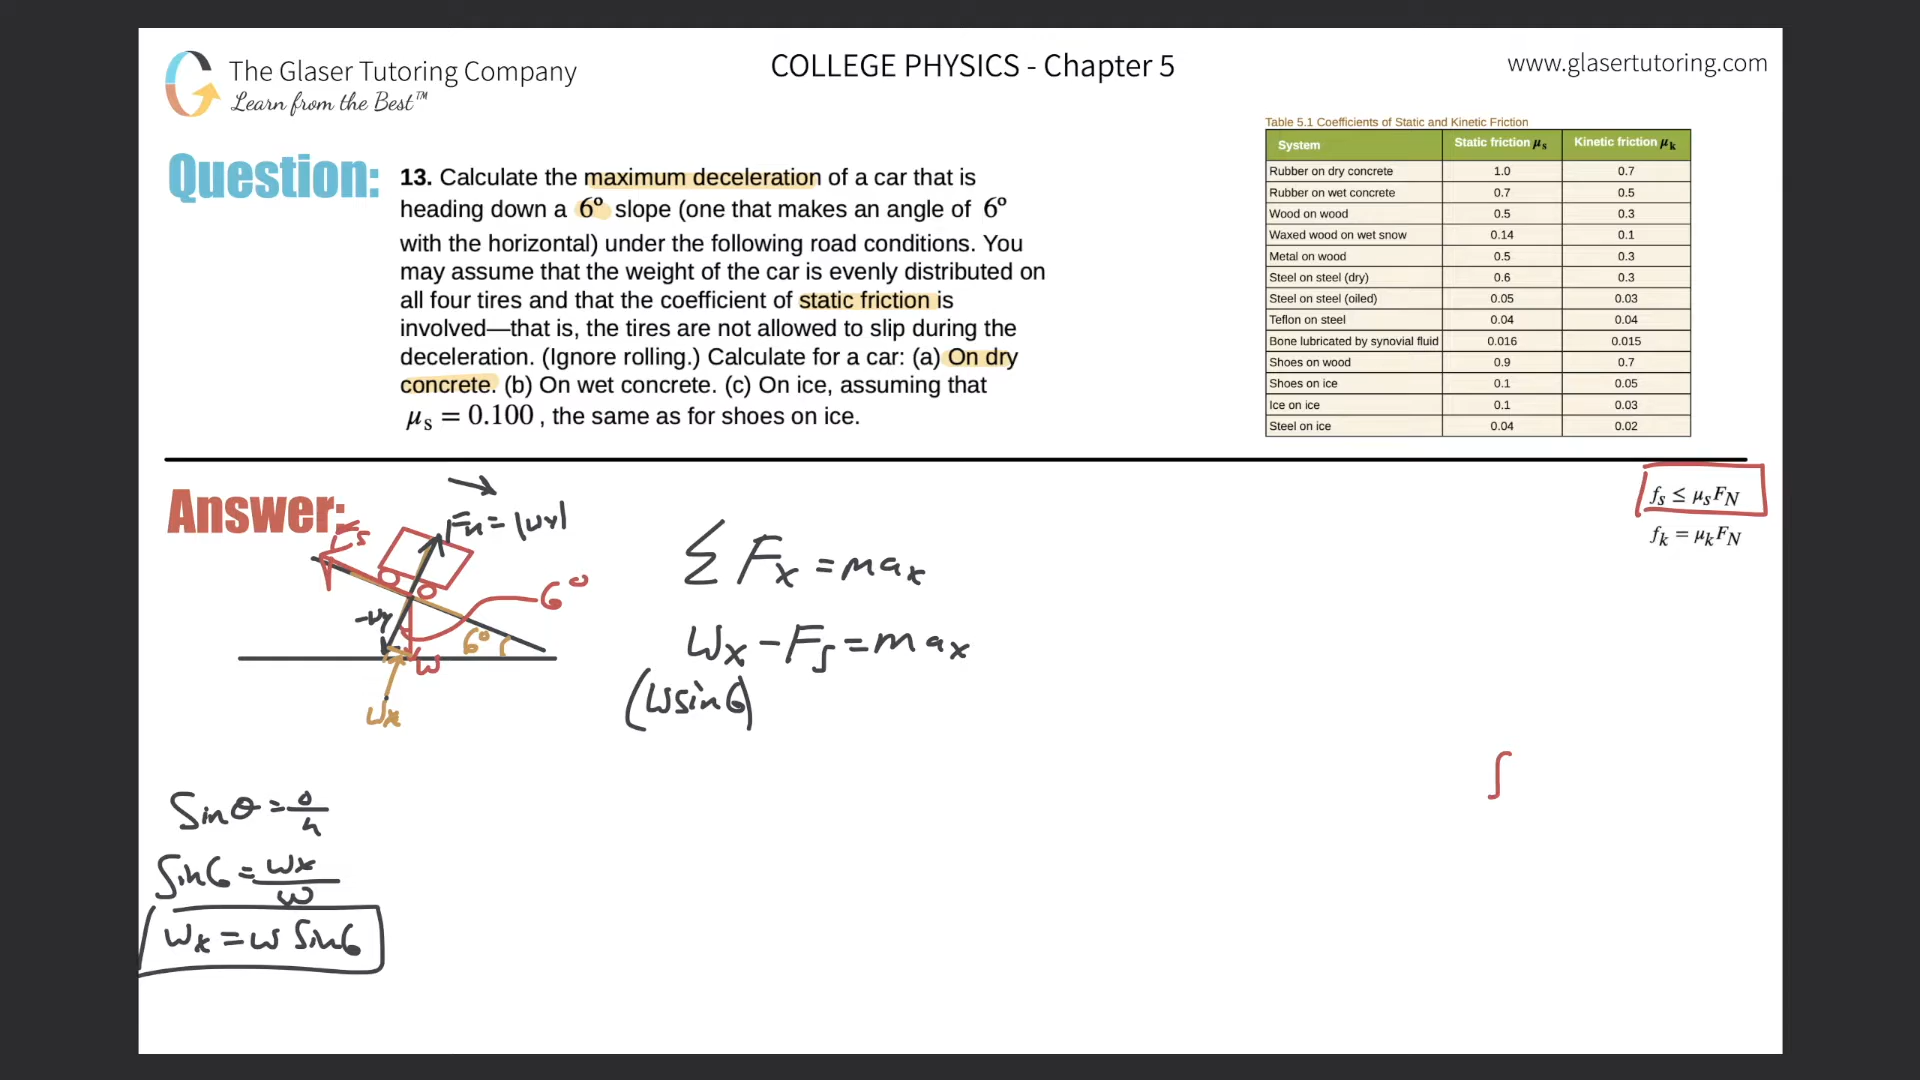 The Glaser Tutoring Company
Learn from the Best™
COLLEGE PHYSICS - Chapter 5
www.glasertutoring.com
Question:
13. Calculate the maximum deceleration of a car that is
heading down a 6º slope (one that makes an angle of 6º
with the horizontal) under the following road conditions. You
may assume that the weight of the car is evenly distributed on
all four tires and that the coefficient of static friction is
involved—that is, the tires are not allowed to slip during the
deceleration. (Ignore rolling.) Calculate for a car: (a) On dry
concrete. (b) On wet concrete. (c) On ice, assuming that
μs = 0.100 , the same as for shoes on ice.
Table 5.1 Coefficients of Static and Kinetic Friction
System Static friction μs Kinetic friction μk
Rubber on dry concrete 1.0 0.7
Rubber on wet concrete 0.7 0.5
Wood on wood 0.5 0.3
Waxed wood on wet snow 0.14 0.1
Metal on wood 0.5 0.3
Steel on steel (dry) 0.6 0.3
Steel on steel (oiled) 0.05 0.03
Teflon on steel 0.04 0.04
Bone lubricated by synovial fluid 0.016 0.015
Shoes on wood 0.9 0.7
Shoes on ice 0.1 0.05
Ice on ice 0.1 0.03
Steel on ice 0.04 0.02
fs ≤ μsFN
fk = μkFN
Answer:
Fs
FN = |wy|
6°
-wy
6°
w
wx
Σ Fx = max
wx - Fs = max
(w sin 6)
Sin θ = o/h
Sin 6 = wx/w
wx = w Sin 6